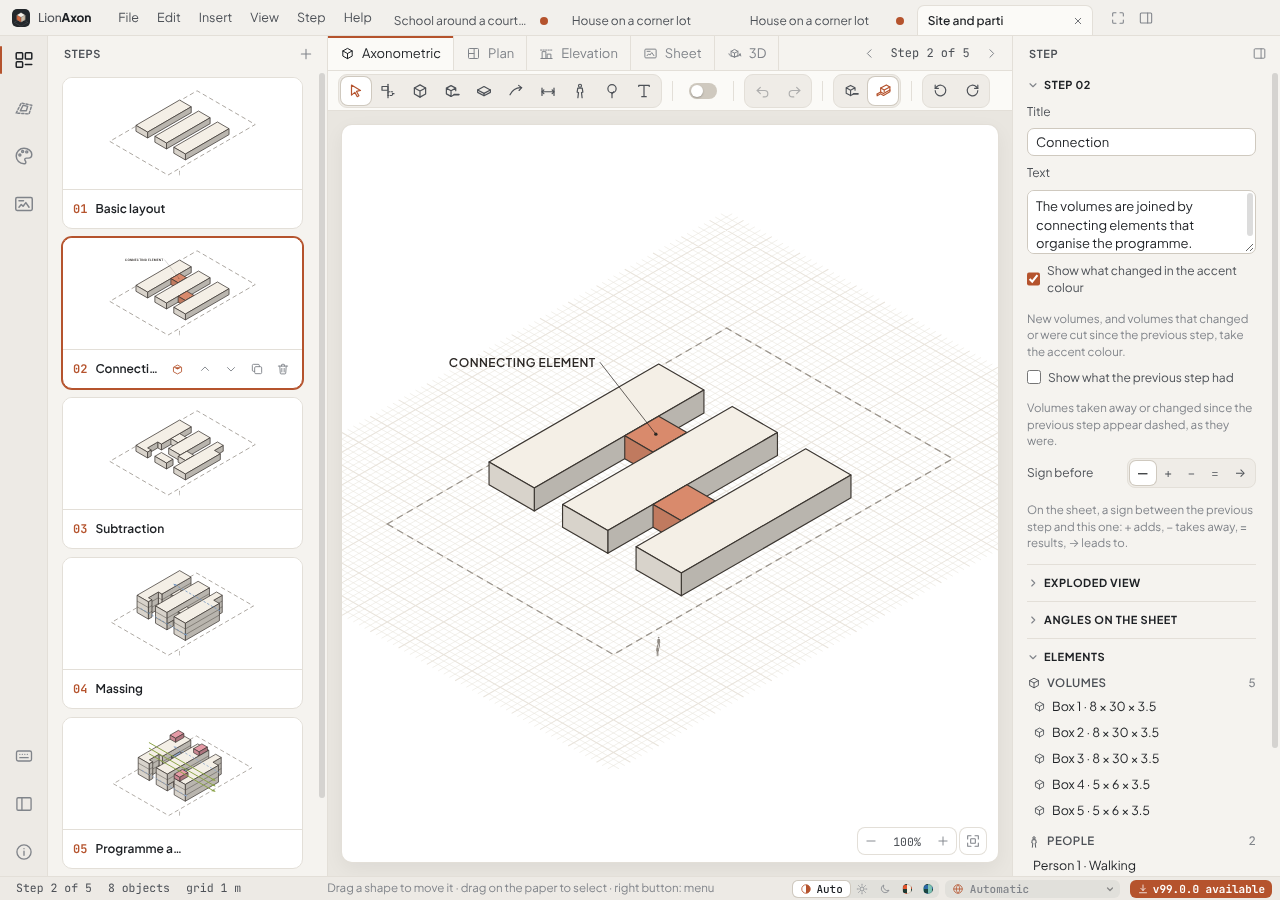 LionAxon
File Edit Insert View Step Help
School around a court...
House on a corner lot
House on a corner lot
Site and parti
STEPS
01 Basic layout
CONNECTING ELEMENT
02 Connecti...
03 Subtraction
04 Massing
05 Programme a...
Axonometric
Plan
Elevation
Sheet
3D
Step 2 of 5
CONNECTING ELEMENT
100%
STEP
STEP 02
Title
Connection
Text
The volumes are joined by
connecting elements that
organise the programme.
Show what changed in the accent
colour
New volumes, and volumes that changed
or were cut since the previous step, take
the accent colour.
Show what the previous step had
Volumes taken away or changed since the
previous step appear dashed, as they
were.
Sign before — + − = →
On the sheet, a sign between the previous
step and this one: + adds, − takes away, =
results, → leads to.
EXPLODED VIEW
ANGLES ON THE SHEET
ELEMENTS
VOLUMES 5
Box 1 · 8 × 30 × 3.5
Box 2 · 8 × 30 × 3.5
Box 3 · 8 × 30 × 3.5
Box 4 · 5 × 6 × 3.5
Box 5 · 5 × 6 × 3.5
PEOPLE 2
Person 1 · Walking
Step 2 of 5 8 objects grid 1 m
Drag a shape to move it · drag on the paper to select · right button: menu
Auto
Automatic
v99.0.0 available